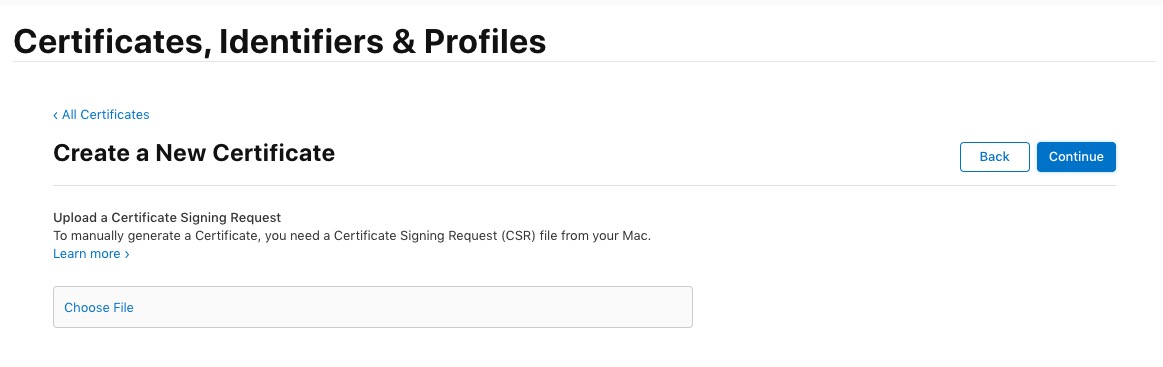 Certificates, Identifiers & Profiles
‹ All Certificates
Create a New Certificate
Back
Continue
Upload a Certificate Signing Request
To manually generate a Certificate, you need a Certificate Signing Request (CSR) file from your Mac.
Learn more ›
Choose File